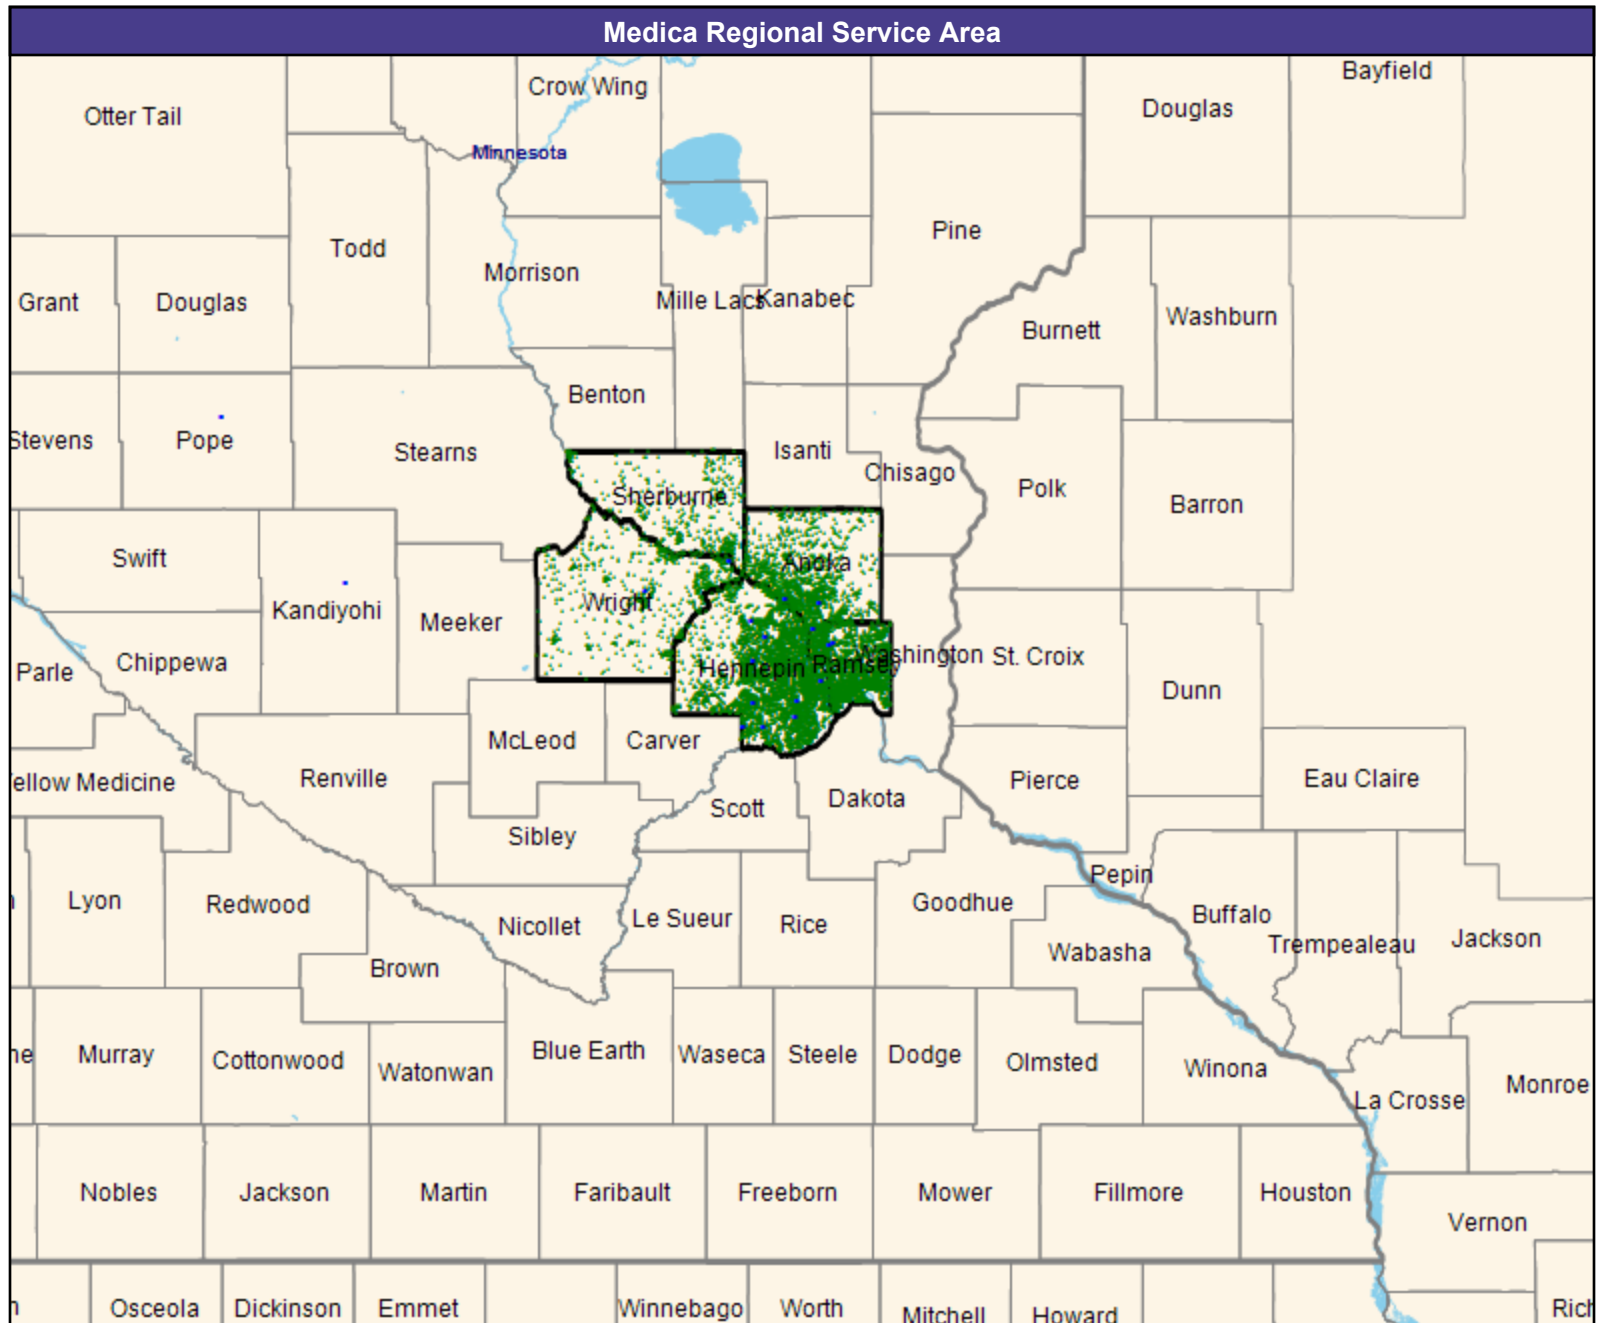 Medica Regional Service Area
Bayfield
Crow Wing
Douglas
Otter Tail
Minnesota
Pine
Todd
Morrison
Mille Lacs
Kanabec
Grant
Douglas
Washburn
Burnett
Benton
Stevens
Pope
Stearns
Isanti
Chisago
Polk
Barron
Sherburne
Swift
Anoka
Wright
Kandiyohi
Meeker
Chippewa
Parle
Hennepin
Ramsey
Washington
St. Croix
Dunn
McLeod
Carver
Renville
ellow Medicine
Pierce
Eau Claire
Scott
Dakota
Sibley
Pepin
Lyon
Redwood
Nicollet
Le Sueur
Rice
Goodhue
Buffalo
Trempealeau
Jackson
Wabasha
Brown
ne
Murray
Cottonwood
Watonwan
Blue Earth
Waseca
Steele
Dodge
Olmsted
Winona
Monroe
La Crosse
Nobles
Jackson
Martin
Faribault
Freeborn
Mower
Fillmore
Houston
Vernon
Osceola
Dickinson
Emmet
Winnebago
Worth
Mitchell
Howard
Rich